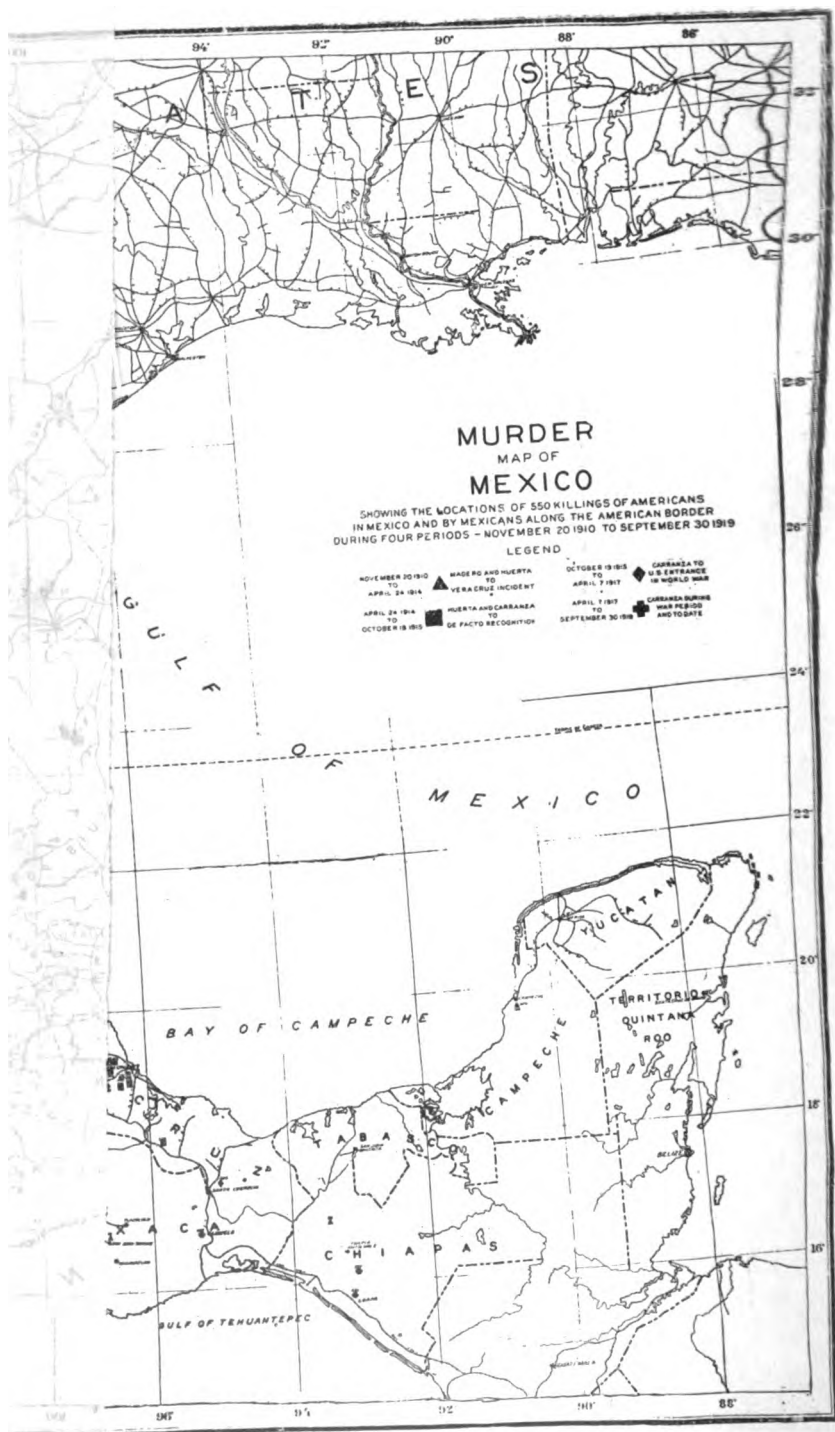 94°
92°
90°
88°
86°
A T E S
32°
30°
28°
MURDER
MAP OF
MEXICO
SHOWING THE LOCATIONS OF 550 KILLINGS OF AMERICANS
IN MEXICO AND BY MEXICANS ALONG THE AMERICAN BORDER
DURING FOUR PERIODS – NOVEMBER 20 1910 TO SEPTEMBER 30 1919
26°
LEGEND
NOVEMBER 20 1910
TO
APRIL 24 1914
MADERO AND HUERTA
TO
VERA CRUZ INCIDENT
OCTOBER 19 1915
TO
APRIL 7 1917
CARRANZA TO
U.S. ENTRANCE
IN WORLD WAR
APRIL 24 1914
TO
OCTOBER 19 1915
HUERTA AND CARRANZA
TO
DE FACTO RECOGNITION
APRIL 7 1917
TO
SEPTEMBER 30 1919
CARRANZA DURING
WAR PERIOD
AND TO DATE
24°
GULF
OF
MEXICO
22°
YUCATAN
20°
TERRITORIO
QUINTANA
ROO
BAY OF CAMPECHE
CAMPECHE
18°
CRUZ
TABASCO
BELIZE
XACA
CHIAPAS
16°
GULF OF TEHUANTEPEC
GUATEMALA
96°
94°
92°
90°
88°